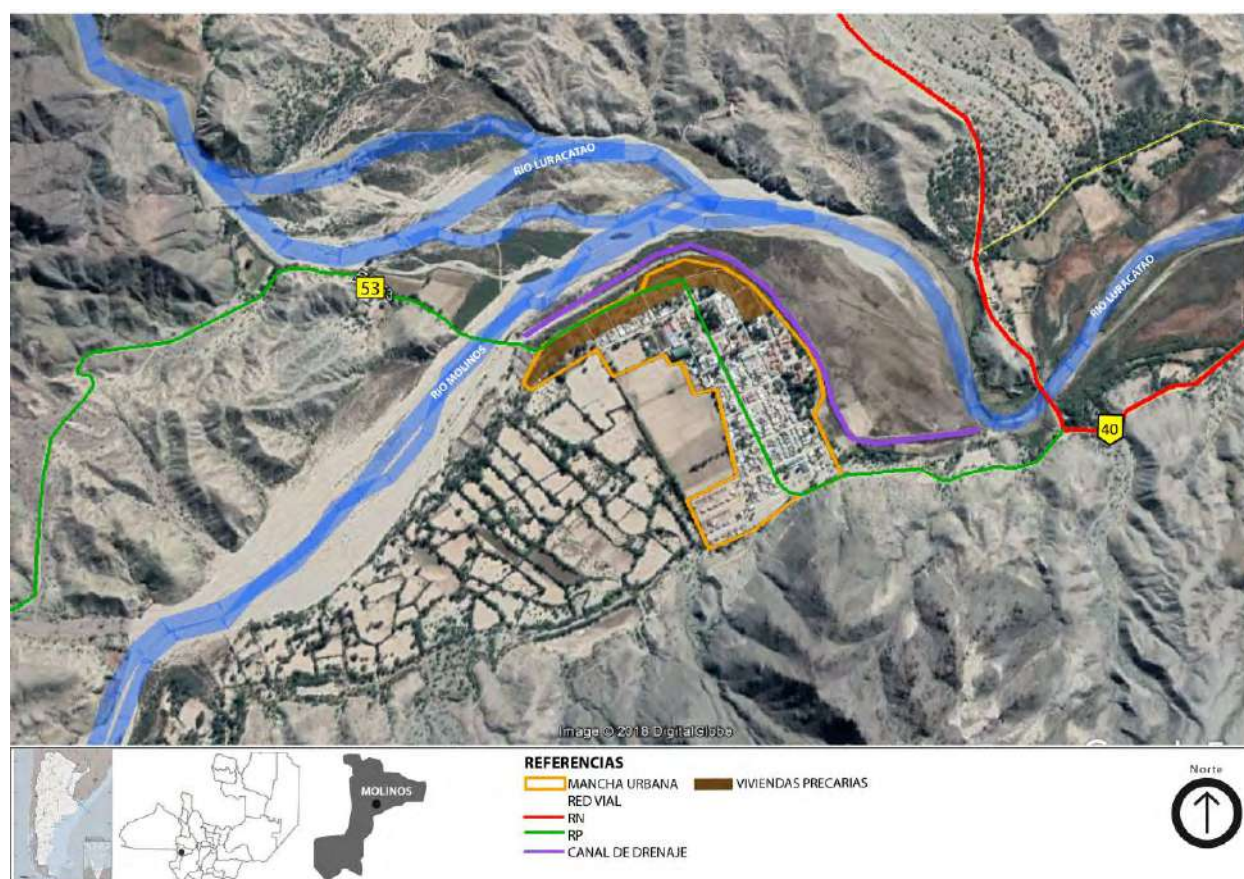 RIO LURACATAO
53
RIO MOLINOS
RIO LURACATAO
40
Image © 2018 DigitalGlobe
MOLINOS
REFERENCIAS
MANCHA URBANA
VIVIENDAS PRECARIAS
RED VIAL
RN
RP
CANAL DE DRENAJE
Norte